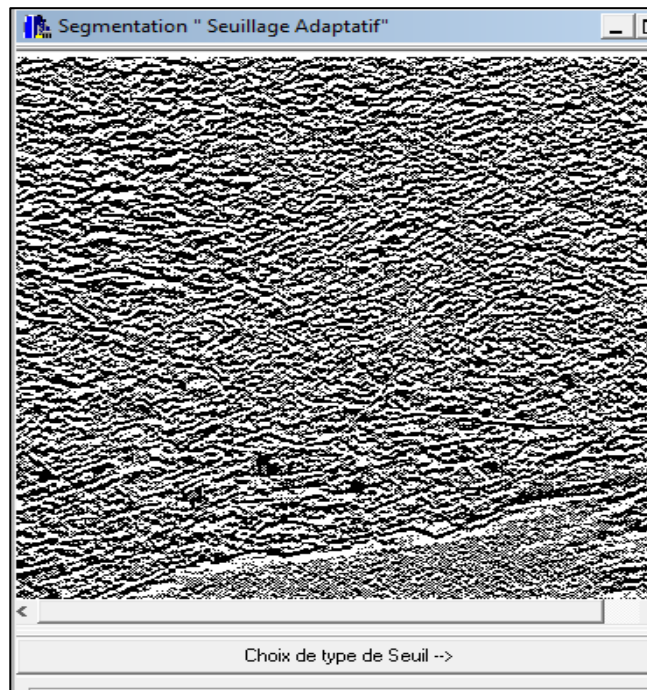 Segmentation " Seuillage Adaptatif"
Choix de type de Seuil -->